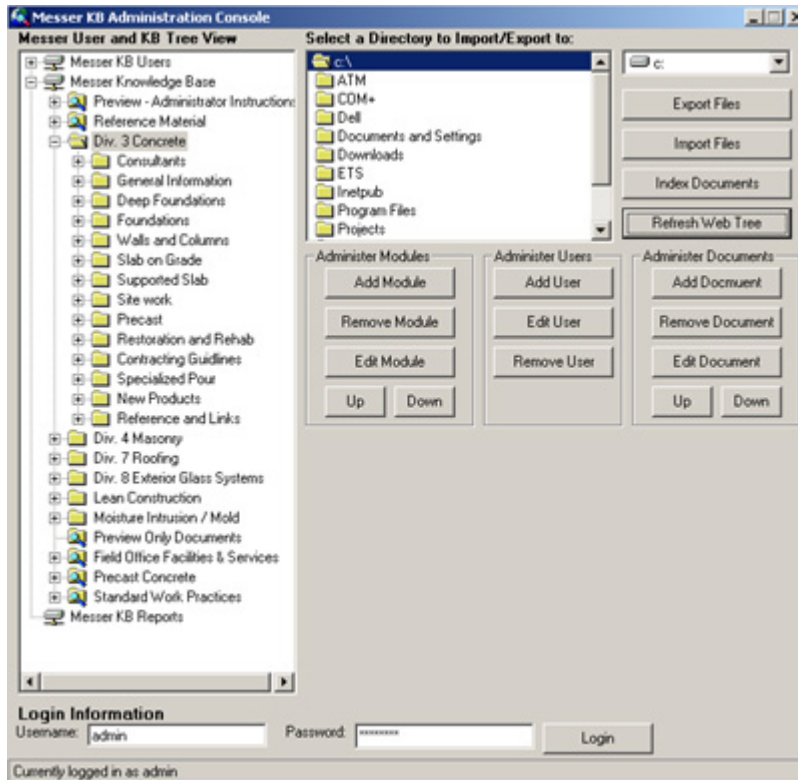 Messer KB Administration Console
Messer User and KB Tree View
Messer KB Users
Messer Knowledge Base
Preview - Administrator Instructions
Reference Material
Div. 3 Concrete
Consultants
General Information
Deep Foundations
Foundations
Walls and Columns
Slab on Grade
Supported Slab
Site work
Precast
Restoration and Rehab
Contracting Guidlines
Specialized Pour
New Products
Reference and Links
Div. 4 Masonry
Div. 7 Roofing
Div. 8 Exterior Glass Systems
Lean Construction
Moisture Intrusion / Mold
Preview Only Documents
Field Office Facilities & Services
Precast Concrete
Standard Work Practices
Messer KB Reports
Select a Directory to Import/Export to:
c:\
ATM
COM+
Dell
Documents and Settings
Downloads
ETS
Inetpub
Program Files
Projects
c:
Export Files
Import Files
Index Documents
Refresh Web Tree
Administer Modules
Add Module
Remove Module
Edit Module
Up Down
Administer Users
Add User
Edit User
Remove User
Administer Documents
Add Docmuent
Remove Document
Edit Document
Up Down
Login Information
Username: admin Password: ******** Login
Currently logged in as admin